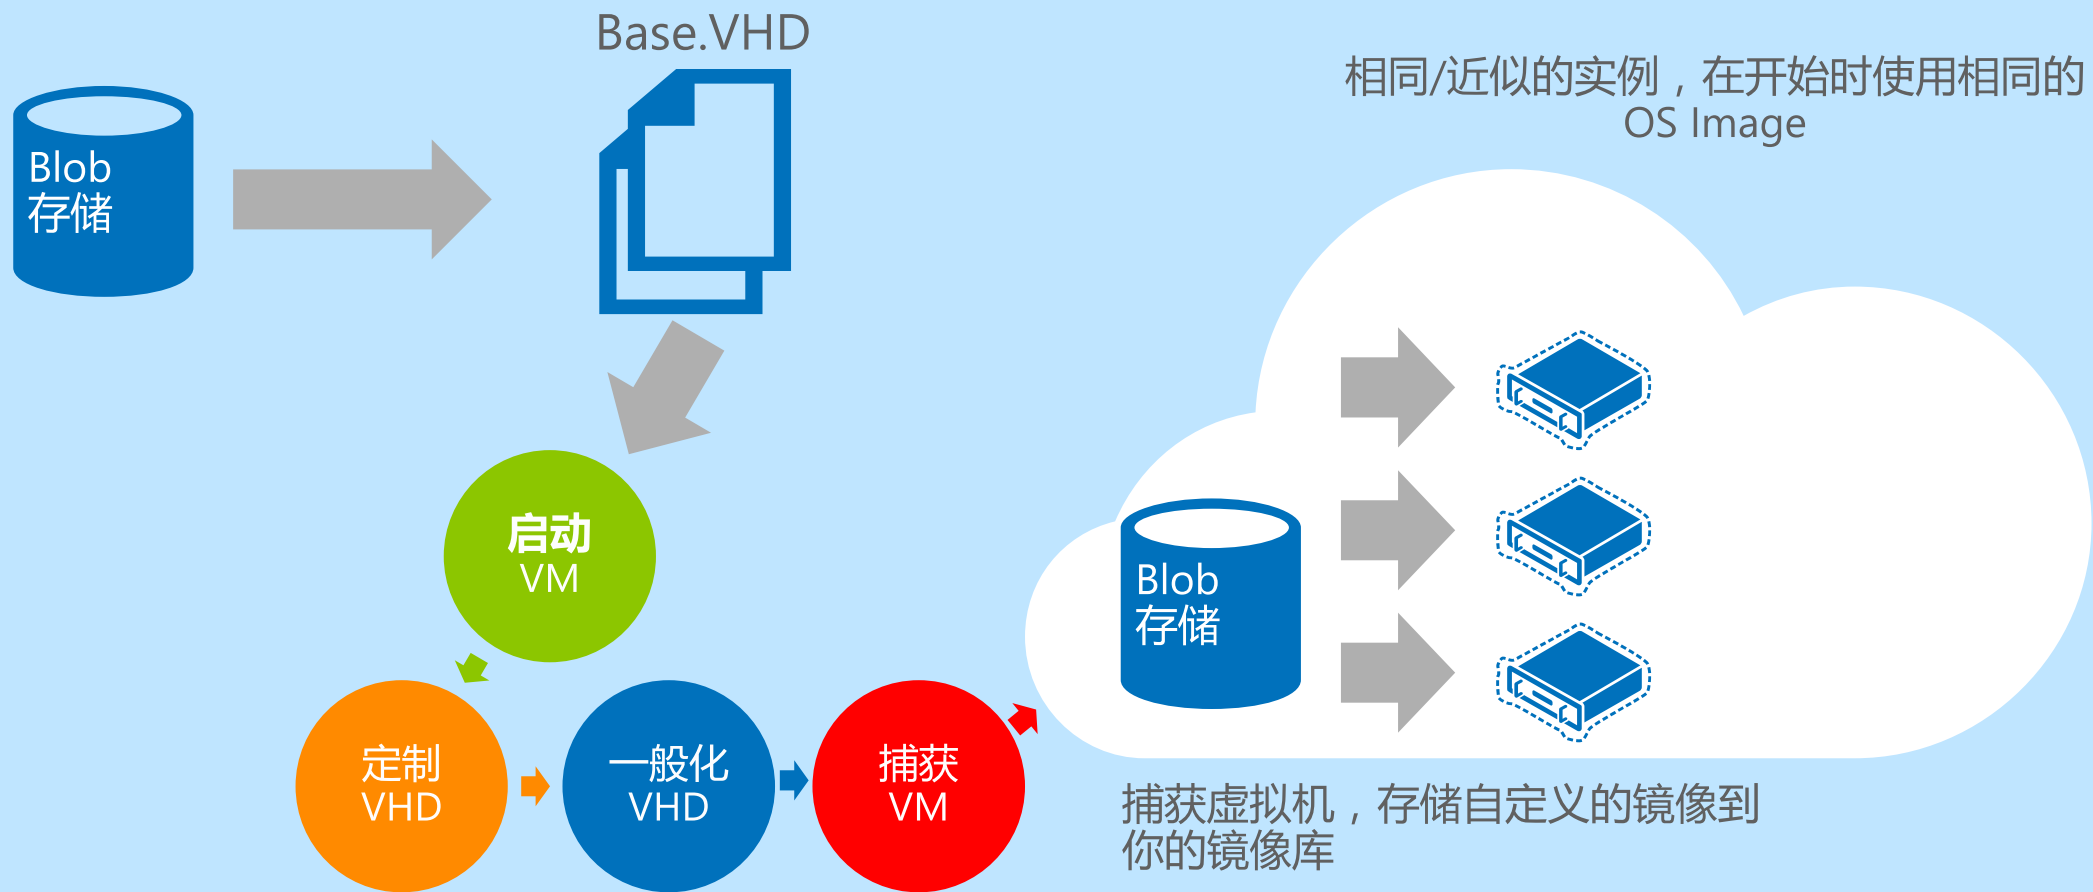 Base.VHD
Blob
存储
相同/近似的实例，在开始时使用相同的
OS Image
启动
VM
Blob
存储
定制
VHD
一般化
VHD
捕获
VM
捕获虚拟机，存储自定义的镜像到
你的镜像库